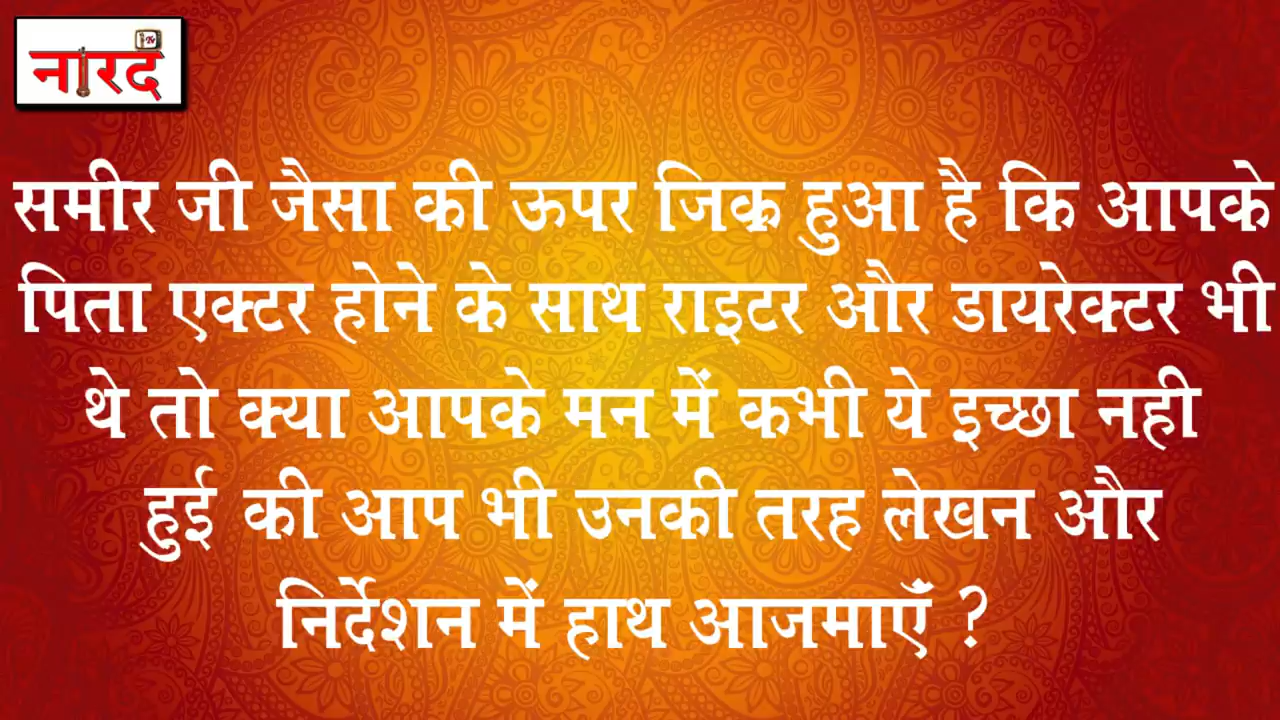 नारद
समीर जी जैसा की ऊपर जिक्र हुआ है कि आपके
पिता एक्टर होने के साथ राइटर और डायरेक्टर भी
थे तो क्या आपके मन में कभी ये इच्छा नही
हुई की आप भी उनकी तरह लेखन और
निर्देशन में हाथ आजमाएँ ?